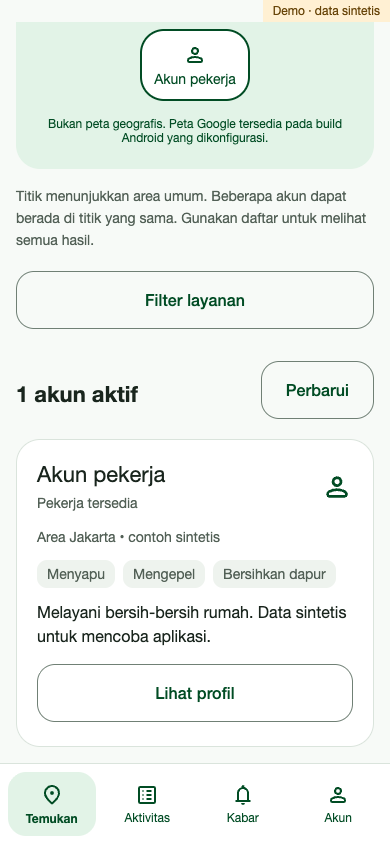 Demo · data sintetis
Akun pekerja
Bukan peta geografis. Peta Google tersedia pada build
Android yang dikonfigurasi.
Titik menunjukkan area umum. Beberapa akun dapat
berada di titik yang sama. Gunakan daftar untuk melihat
semua hasil.
Filter layanan
1 akun aktif
Perbarui
Akun pekerja
Pekerja tersedia
Area Jakarta • contoh sintetis
Menyapu
Mengepel
Bersihkan dapur
Melayani bersih-bersih rumah. Data sintetis
untuk mencoba aplikasi.
Lihat profil
Temukan
Aktivitas
Kabar
Akun